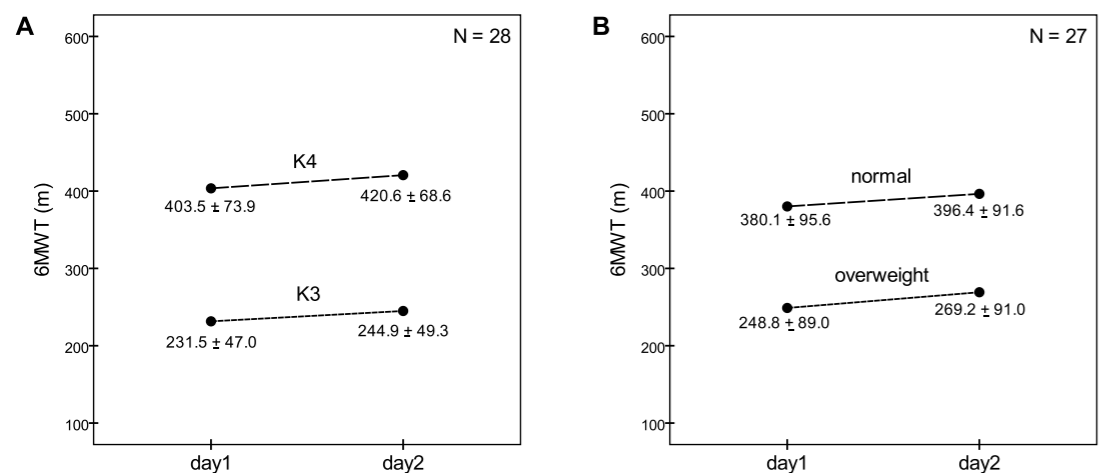 A
N = 28
600
500
400
300
200
100
6MWT (m)
K4
403.5 ± 73.9
420.6 ± 68.6
K3
231.5 ± 47.0
244.9 ± 49.3
day1
day2
B
N = 27
600
500
400
300
200
100
6MWT (m)
normal
380.1 ± 95.6
396.4 ± 91.6
overweight
248.8 ± 89.0
269.2 ± 91.0
day1
day2